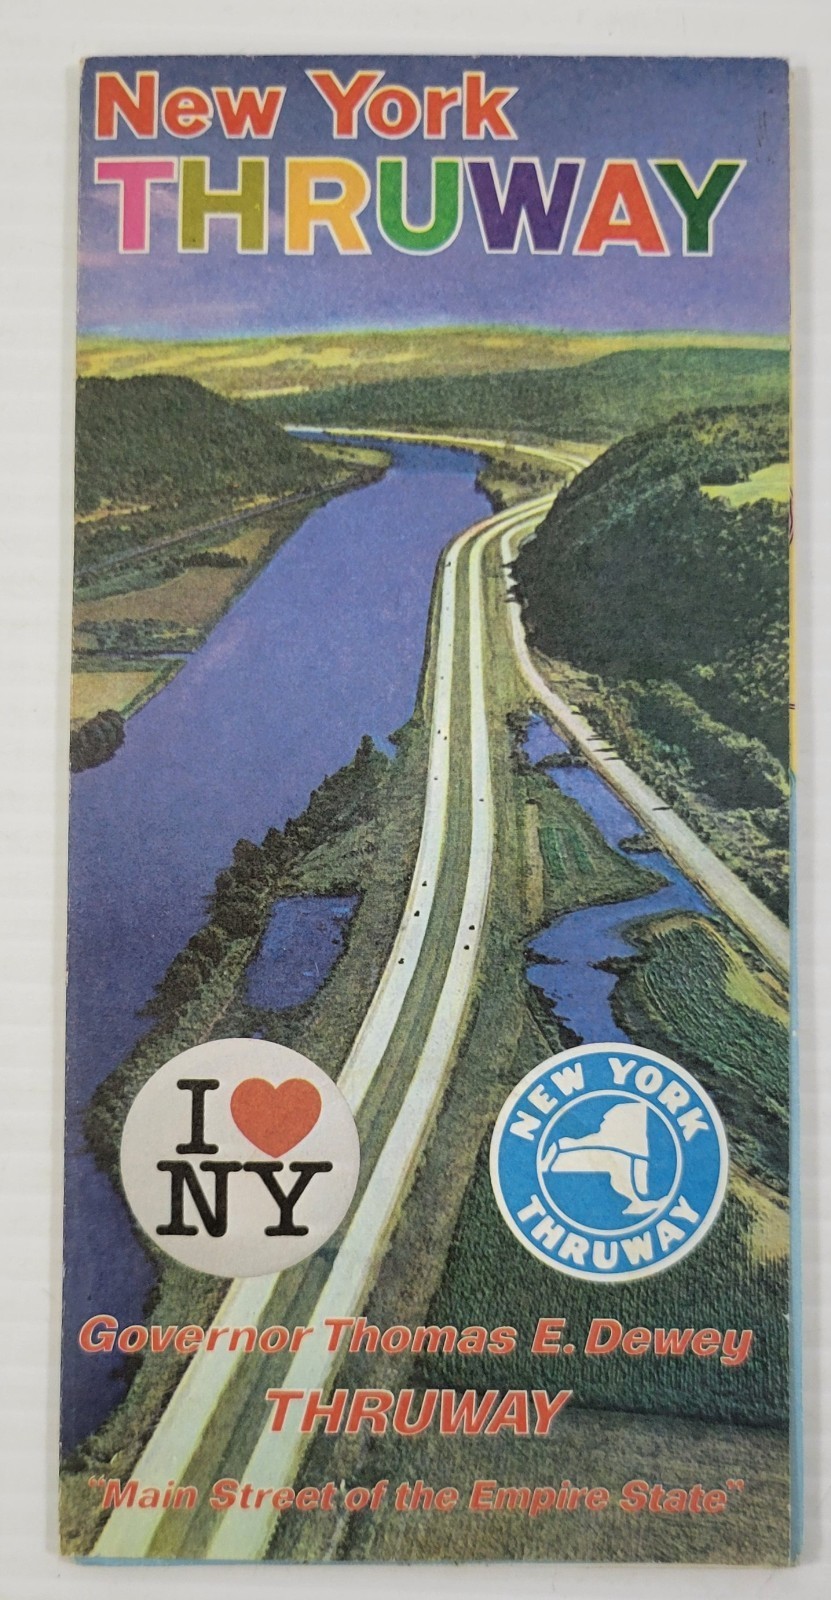 New York
THRUWAY
I ❤ NY
NEW YORK
THRUWAY
Governor Thomas E. Dewey
THRUWAY
"Main Street of the Empire State"